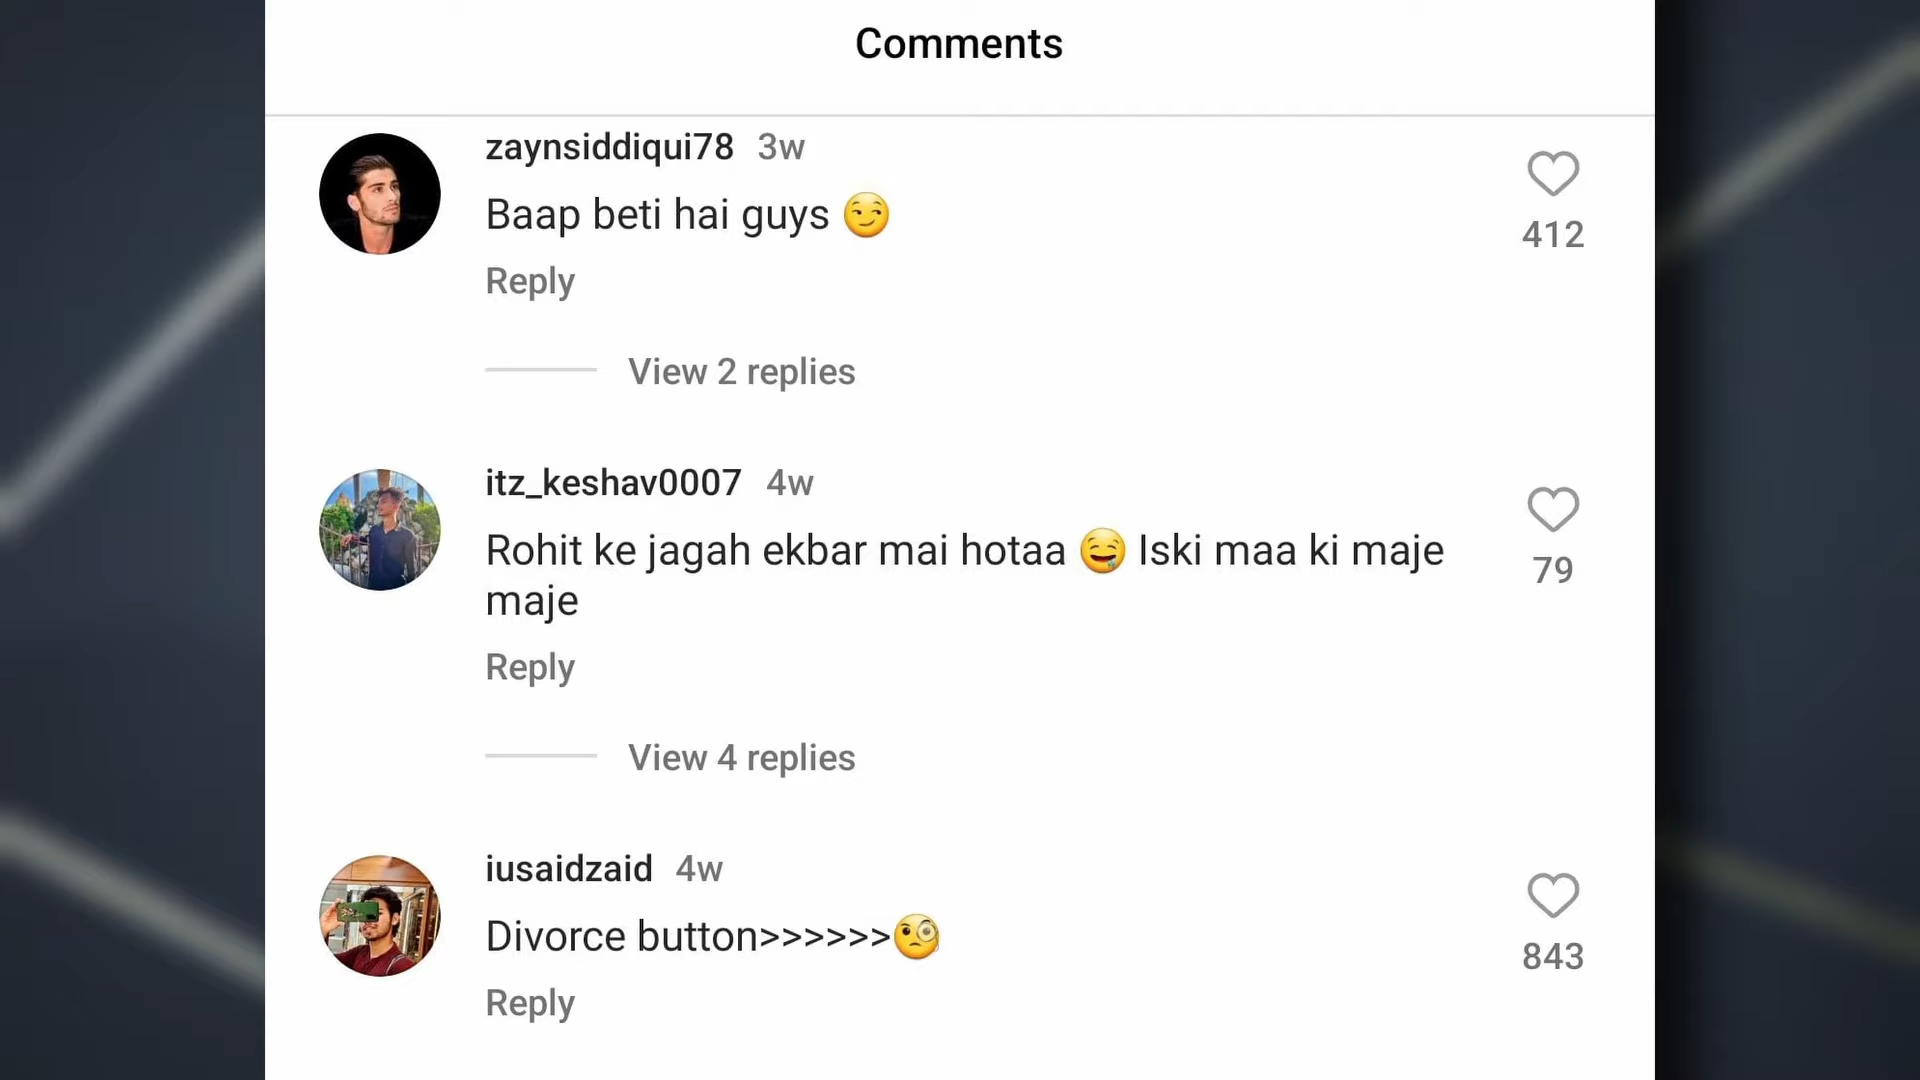 Comments
zaynsiddiqui78 3w
Baap beti hai guys 😏
412
Reply
View 2 replies
itz_keshav0007 4w
Rohit ke jagah ekbar mai hotaa 🤤 Iski maa ki maje
maje
79
Reply
View 4 replies
iusaidzaid 4w
Divorce button>>>>>>🧐
843
Reply